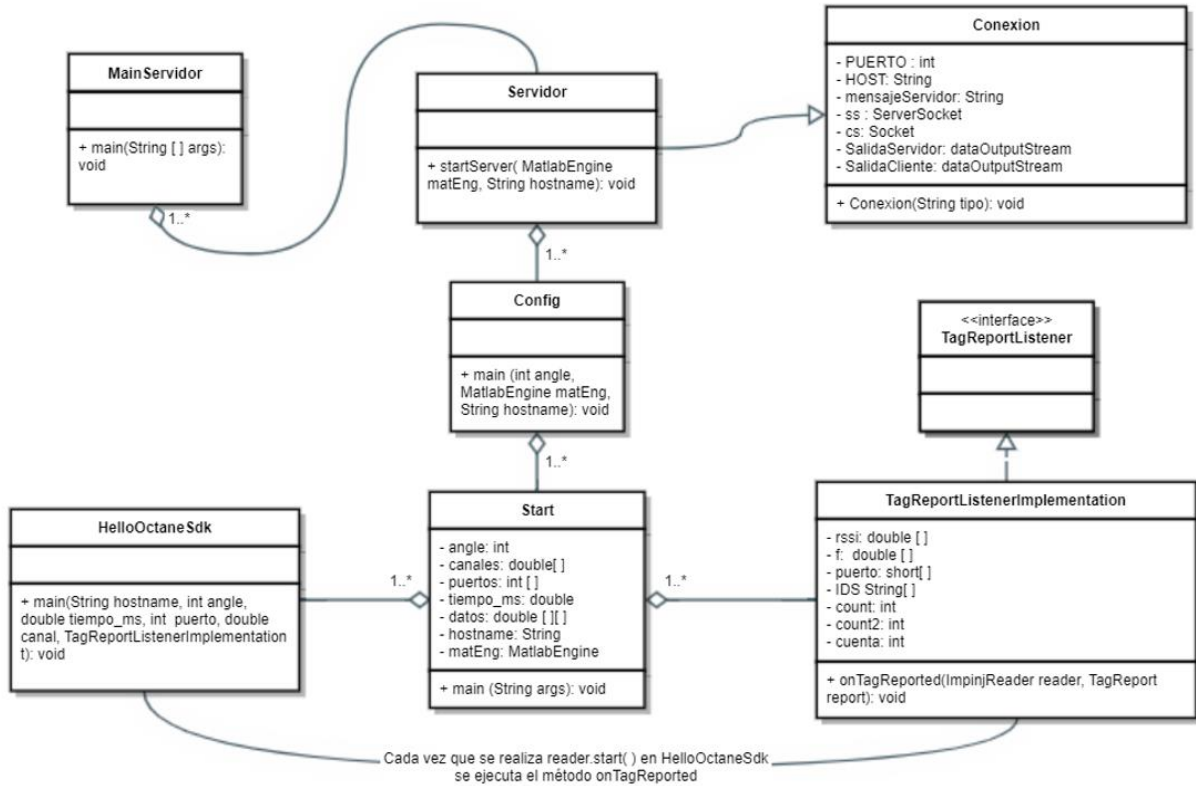 MainServidor
+ main(String [ ] args):
void
1..*
Servidor
+ startServer( MatlabEngine
matEng, String hostname): void
1..*
Conexion
- PUERTO : int
- HOST: String
- mensajeServidor: String
- ss : ServerSocket
- cs: Socket
- SalidaServidor: dataOutputStream
- SalidaCliente: dataOutputStream
+ Conexion(String tipo): void
Config
+ main (int angle,
MatlabEngine matEng,
String hostname): void
1..*
<<interface>>
TagReportListener
HelloOctaneSdk
+ main(String hostname, int angle,
double tiempo_ms, int puerto, double
canal, TagReportListenerImplementation
t): void
1..*
Start
- angle: int
- canales: double[ ]
- puertos: int [ ]
- tiempo_ms: double
- datos: double [ ][ ]
- hostname: String
- matEng: MatlabEngine
+ main (String args): void
1..*
TagReportListenerImplementation
- rssi: double [ ]
- f: double [ ]
- puerto: short[ ]
- IDS String[ ]
- count: int
- count2: int
- cuenta: int
+ onTagReported(ImpinjReader reader, TagReport
report): void
Cada vez que se realiza reader.start( ) en HelloOctaneSdk
se ejecuta el método onTagReported